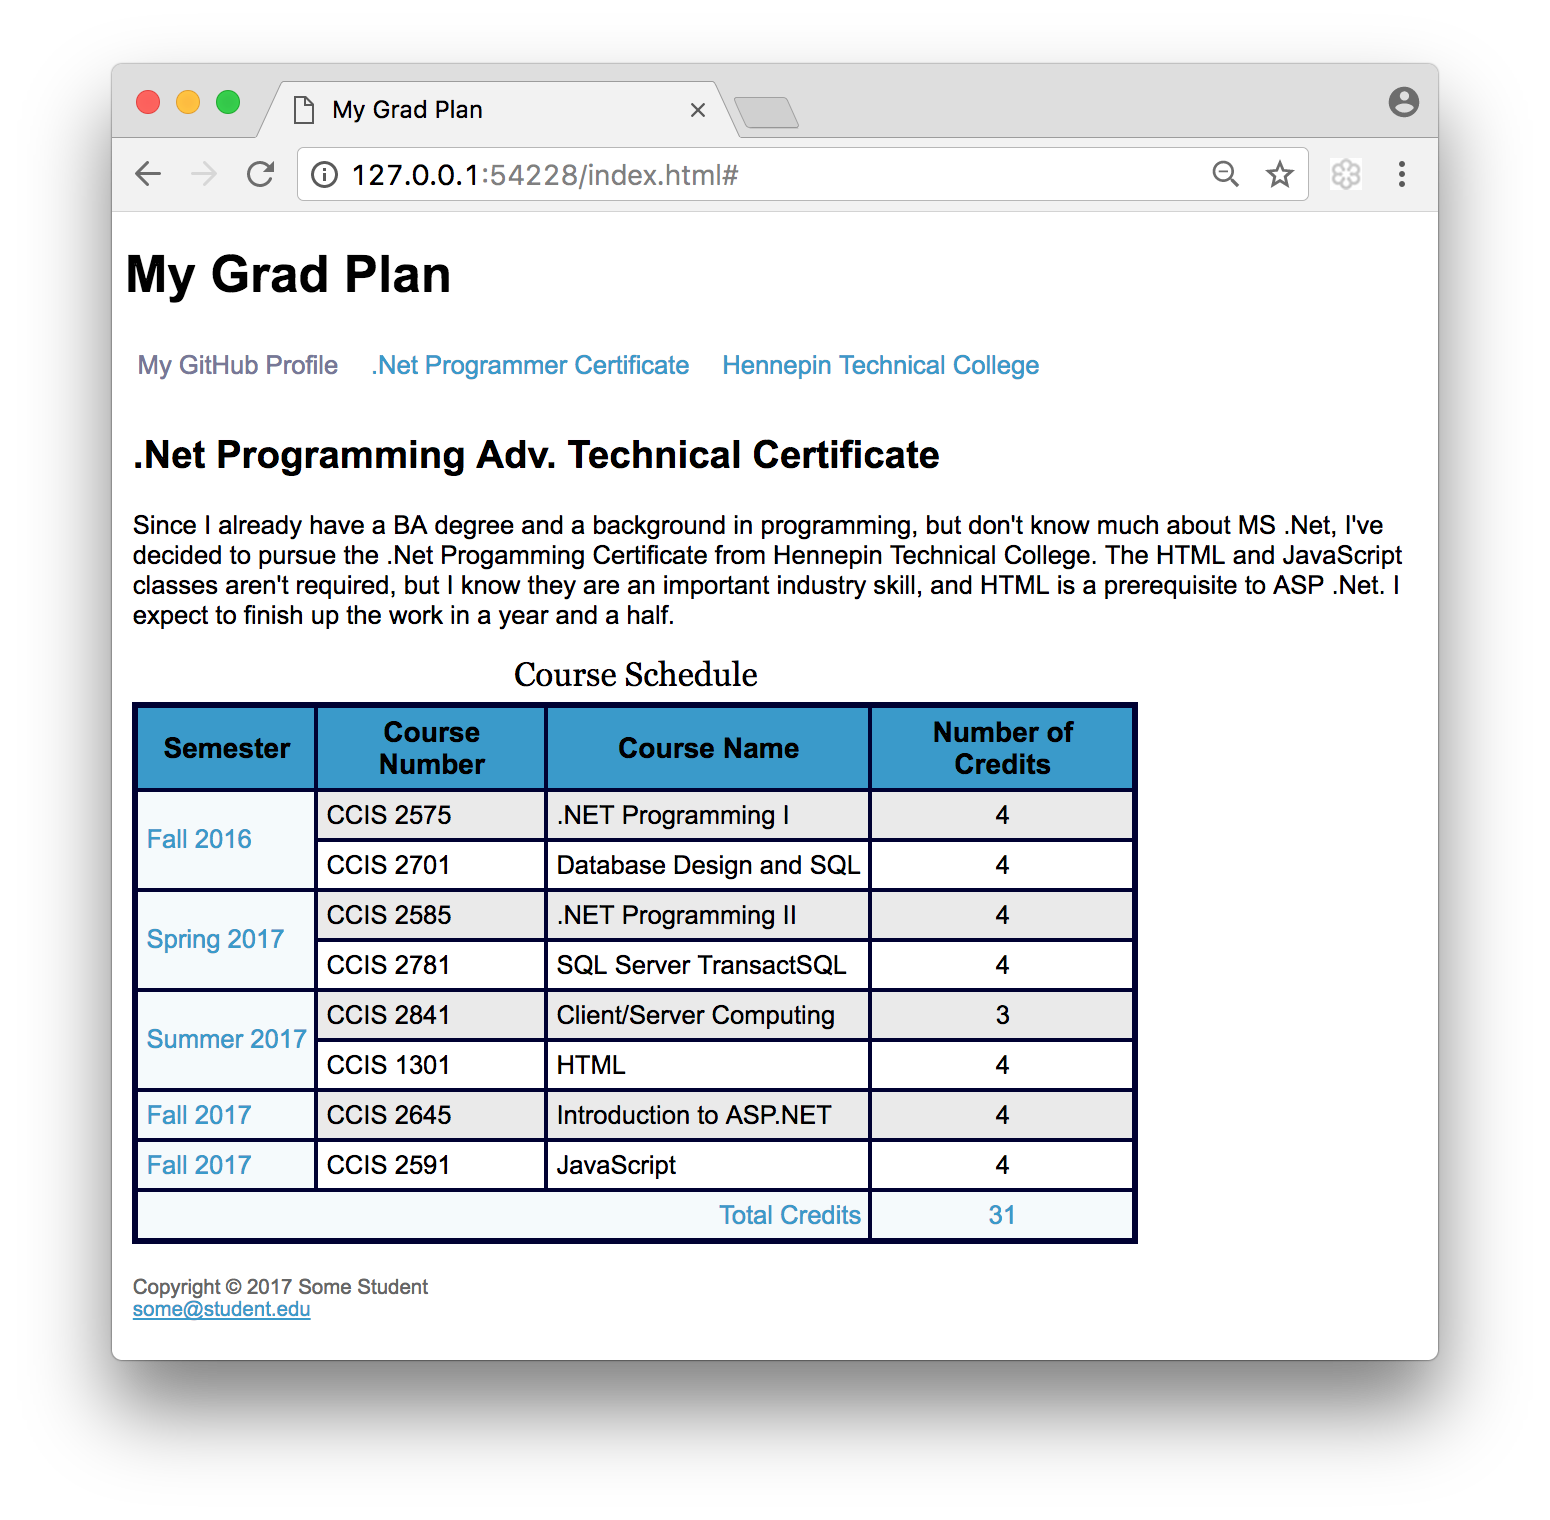 My Grad Plan
127.0.0.1:54228/index.html#
My Grad Plan
My GitHub Profile .Net Programmer Certificate Hennepin Technical College
.Net Programming Adv. Technical Certificate
Since I already have a BA degree and a background in programming, but don't know much about MS .Net, I've
decided to pursue the .Net Progamming Certificate from Hennepin Technical College. The HTML and JavaScript
classes aren't required, but I know they are an important industry skill, and HTML is a prerequisite to ASP .Net. I
expect to finish up the work in a year and a half.
Course Schedule
Semester Course Number Course Name Number of Credits
Fall 2016 CCIS 2575 .NET Programming I 4
CCIS 2701 Database Design and SQL 4
Spring 2017 CCIS 2585 .NET Programming II 4
CCIS 2781 SQL Server TransactSQL 4
Summer 2017 CCIS 2841 Client/Server Computing 3
CCIS 1301 HTML 4
Fall 2017 CCIS 2645 Introduction to ASP.NET 4
Fall 2017 CCIS 2591 JavaScript 4
Total Credits 31
Copyright © 2017 Some Student
some@student.edu